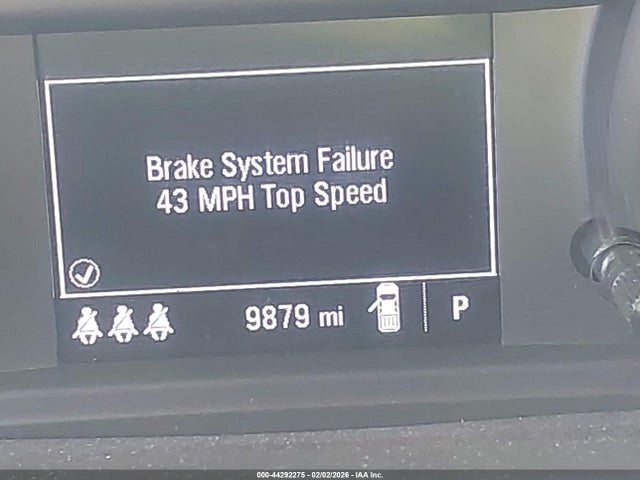 Brake System Failure
43 MPH Top Speed
9879 mi
P
000-44292275 - 02/02/2026 - IAA Inc.